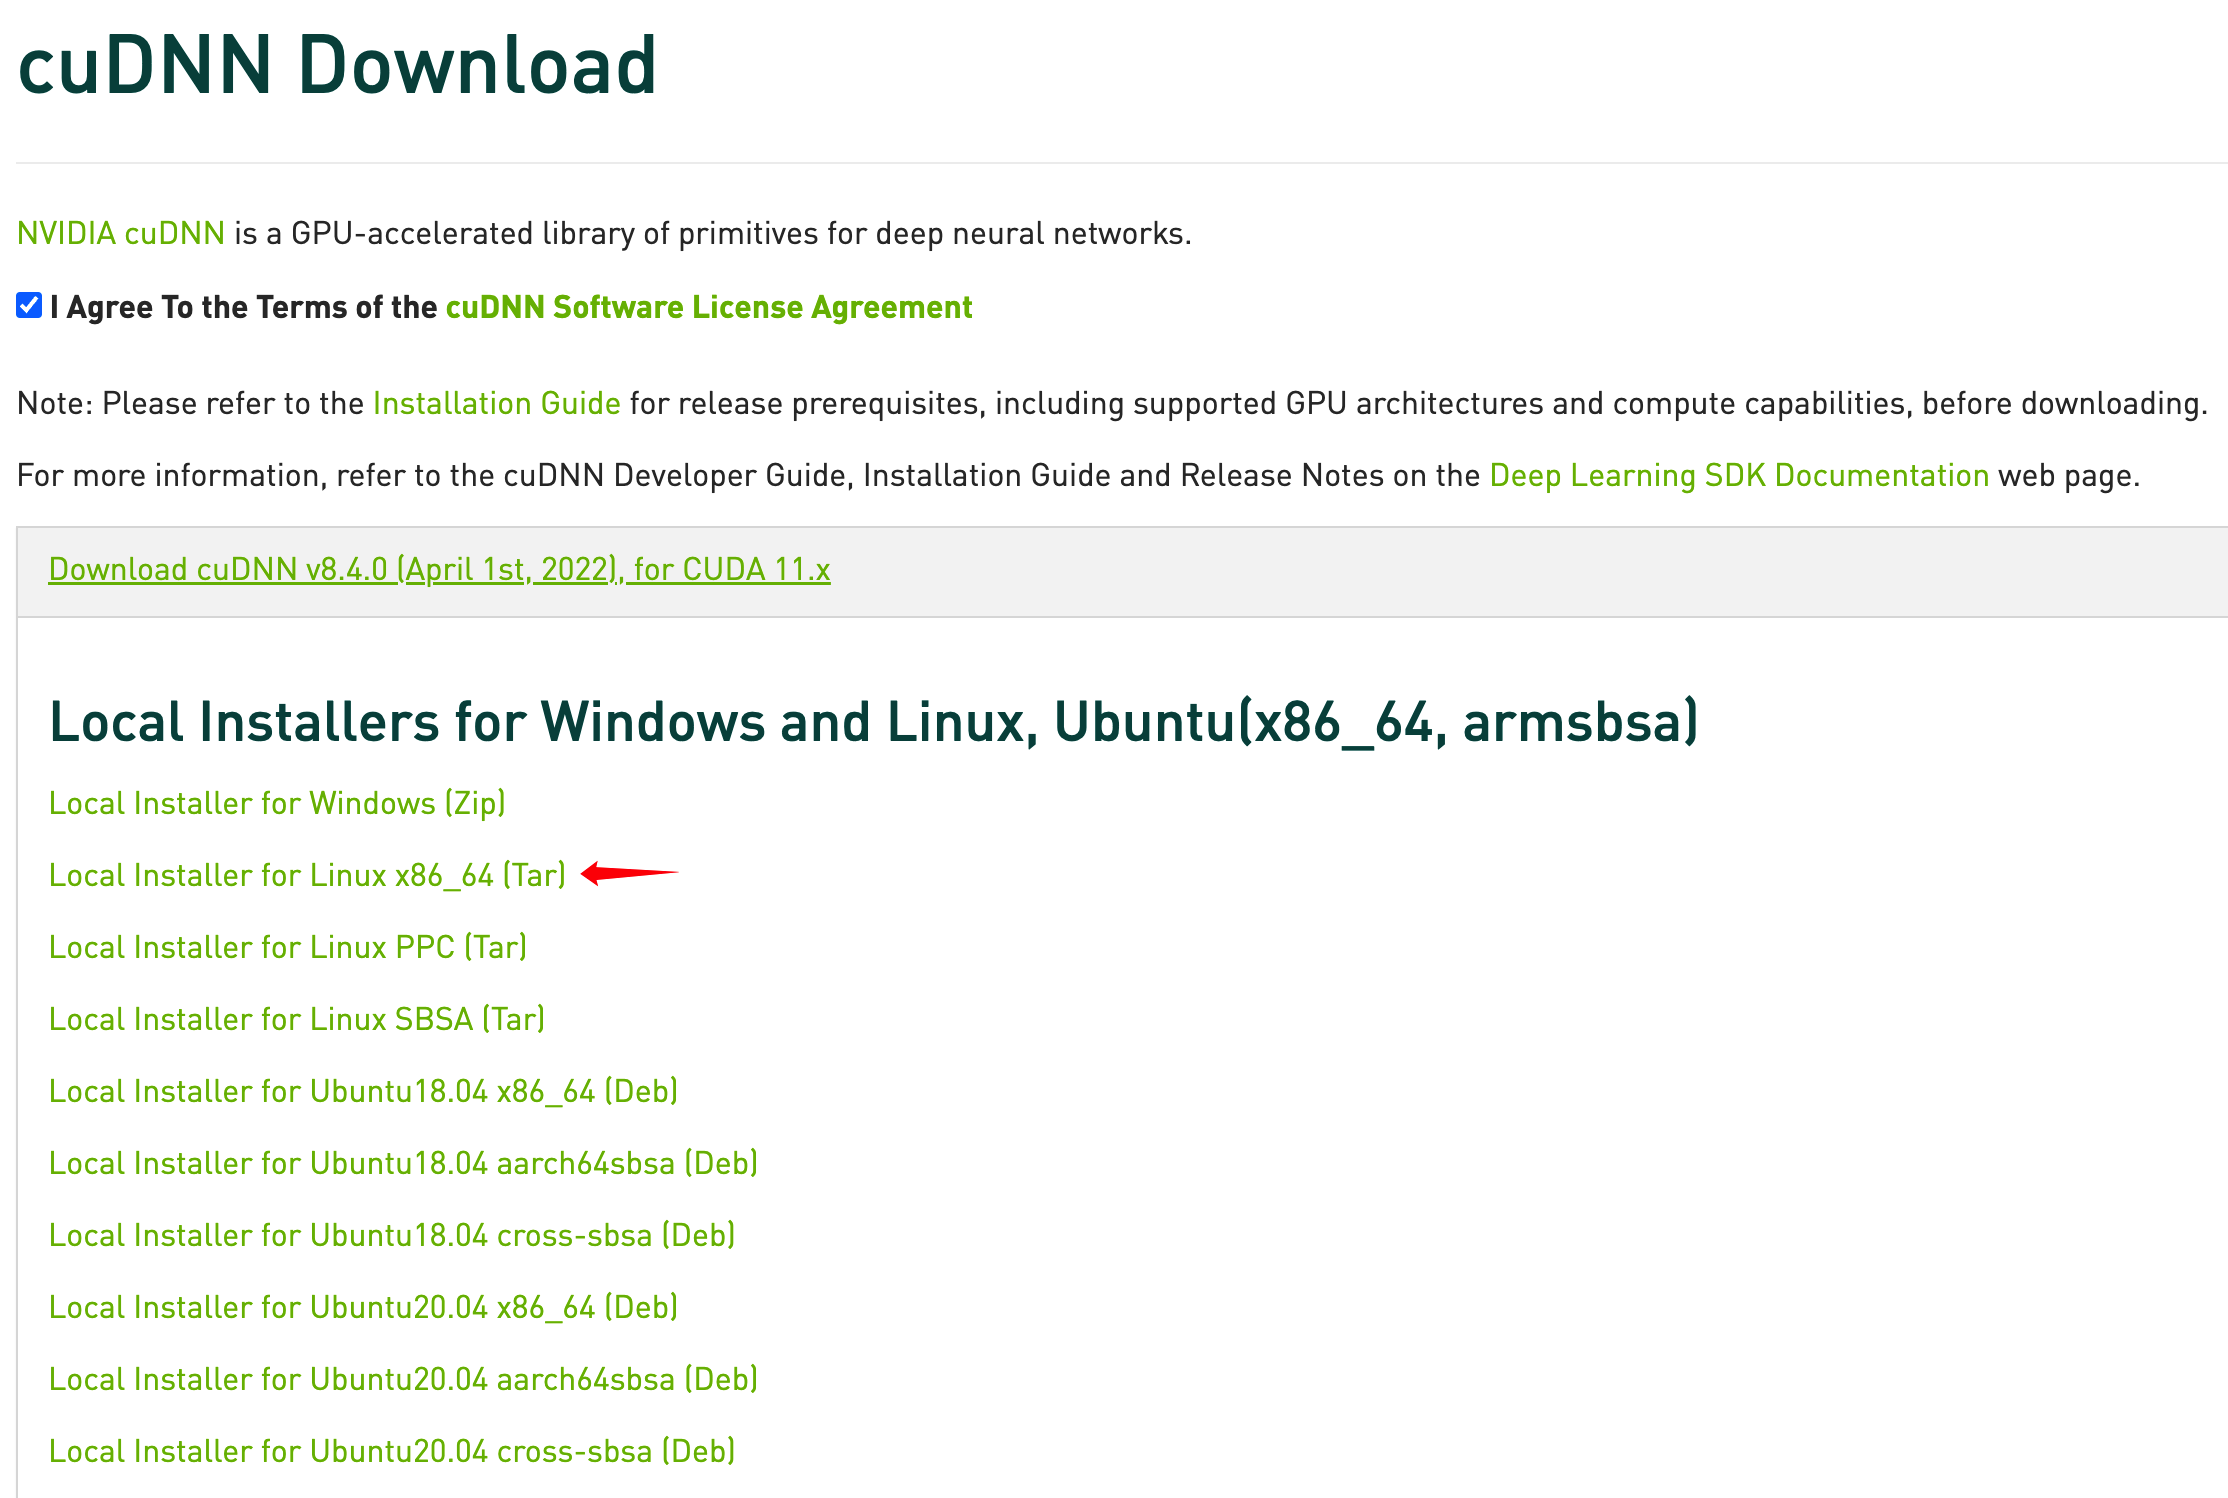 cuDNN Download
NVIDIA cuDNN is a GPU-accelerated library of primitives for deep neural networks.
I Agree To the Terms of the cuDNN Software License Agreement
Note: Please refer to the Installation Guide for release prerequisites, including supported GPU architectures and compute capabilities, before downloading.
For more information, refer to the cuDNN Developer Guide, Installation Guide and Release Notes on the Deep Learning SDK Documentation web page.
Download cuDNN v8.4.0 (April 1st, 2022), for CUDA 11.x
Local Installers for Windows and Linux, Ubuntu(x86_64, armsbsa)
Local Installer for Windows (Zip)
Local Installer for Linux x86_64 (Tar)
Local Installer for Linux PPC (Tar)
Local Installer for Linux SBSA (Tar)
Local Installer for Ubuntu18.04 x86_64 (Deb)
Local Installer for Ubuntu18.04 aarch64sbsa (Deb)
Local Installer for Ubuntu18.04 cross-sbsa (Deb)
Local Installer for Ubuntu20.04 x86_64 (Deb)
Local Installer for Ubuntu20.04 aarch64sbsa (Deb)
Local Installer for Ubuntu20.04 cross-sbsa (Deb)